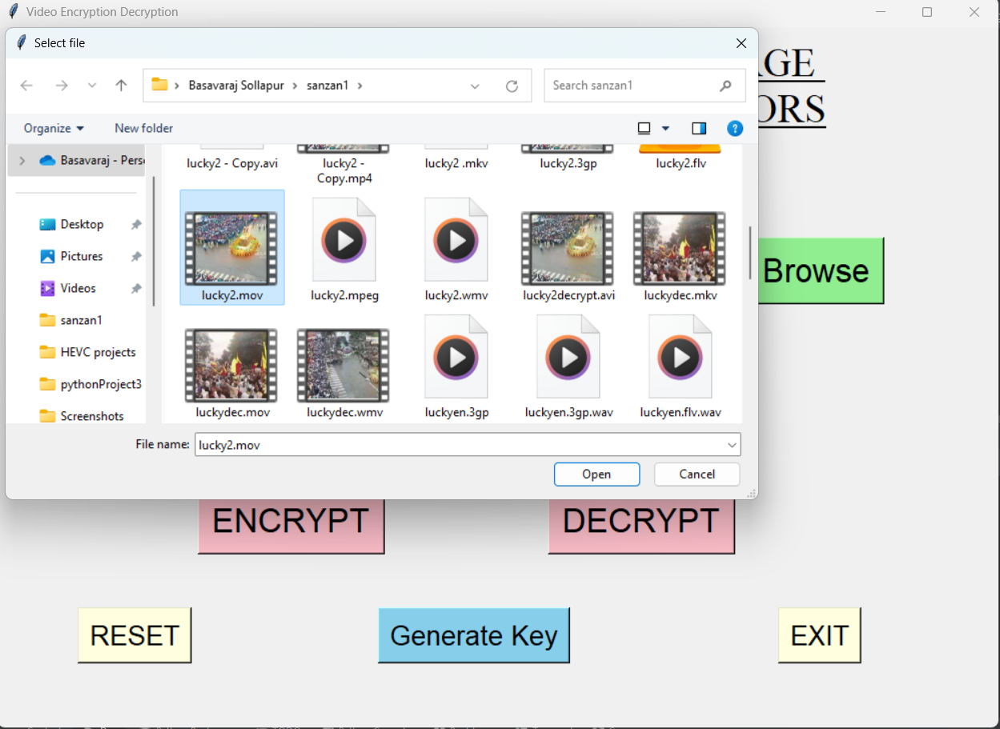 Video Encryption Decryption
Select file
Basavaraj Sollapur
sanzan1
Search sanzan1
Organize
New folder
?
Basavaraj - Pers
Desktop
Pictures
Videos
sanzan1
HEVC projects
pythonProject3
Screenshots
lucky2 - Copy.avi
lucky2 -
Copy.mp4
lucky2 .mkv
lucky2.3gp
lucky2.flv
lucky2.mov
lucky2.mpeg
lucky2.wmv
lucky2decrypt.avi
luckydec.mkv
luckydec.mov
luckydec.wmv
luckyen.3gp
luckyen.3gp.wav
luckyen.flv.wav
File name:
lucky2.mov
Open
Cancel
GE
ORS
Browse
ENCRYPT
DECRYPT
RESET
Generate Key
EXIT